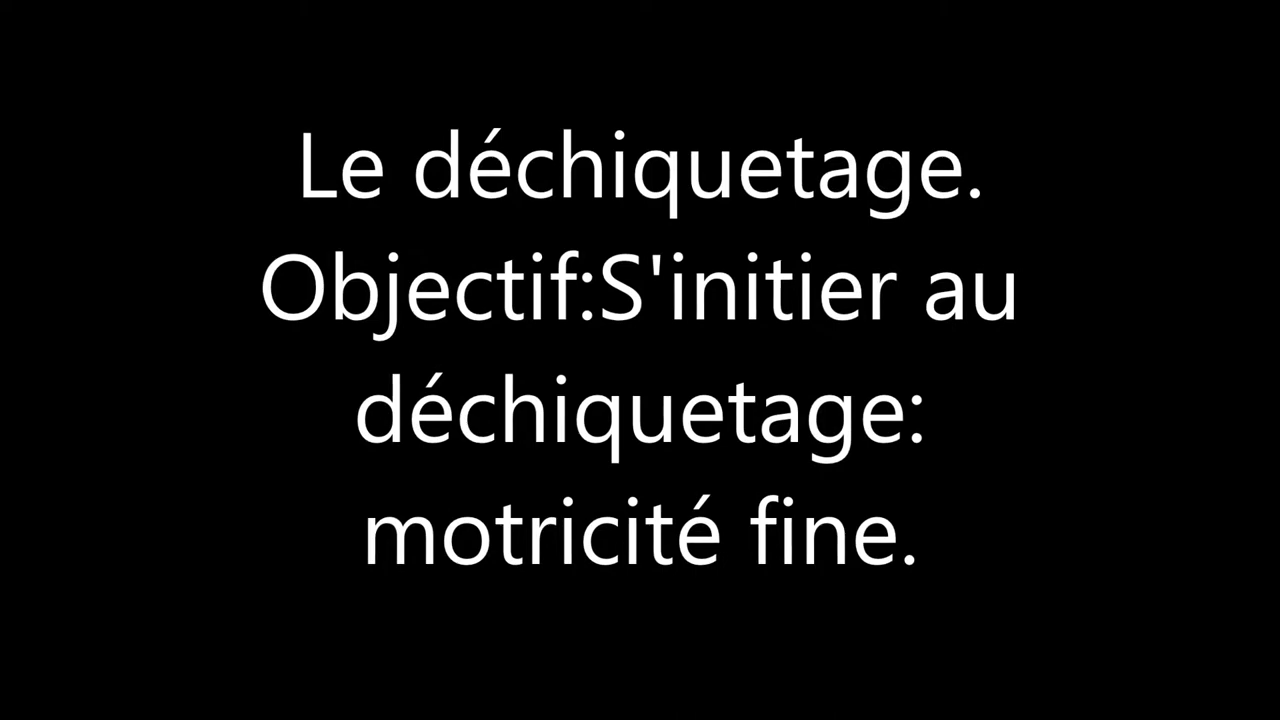 Le déchiquetage.
Objectif:S'initier au
déchiquetage:
motricité fine.